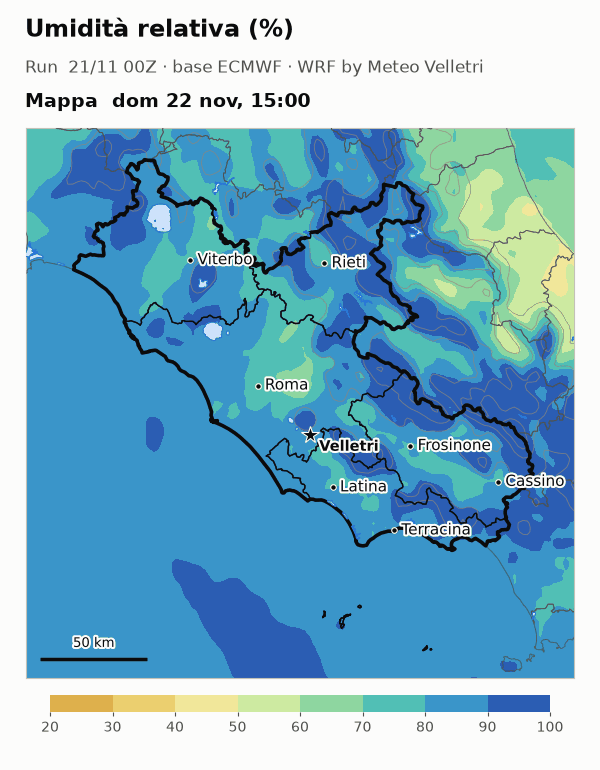 Umidità relativa (%)
Run 21/11 00Z · base ECMWF · WRF by Meteo Velletri
Mappa dom 22 nov, 15:00
Viterbo
Rieti
Roma
Velletri
Frosinone
Cassino
Latina
Terracina
50 km
20 30 40 50 60 70 80 90 100